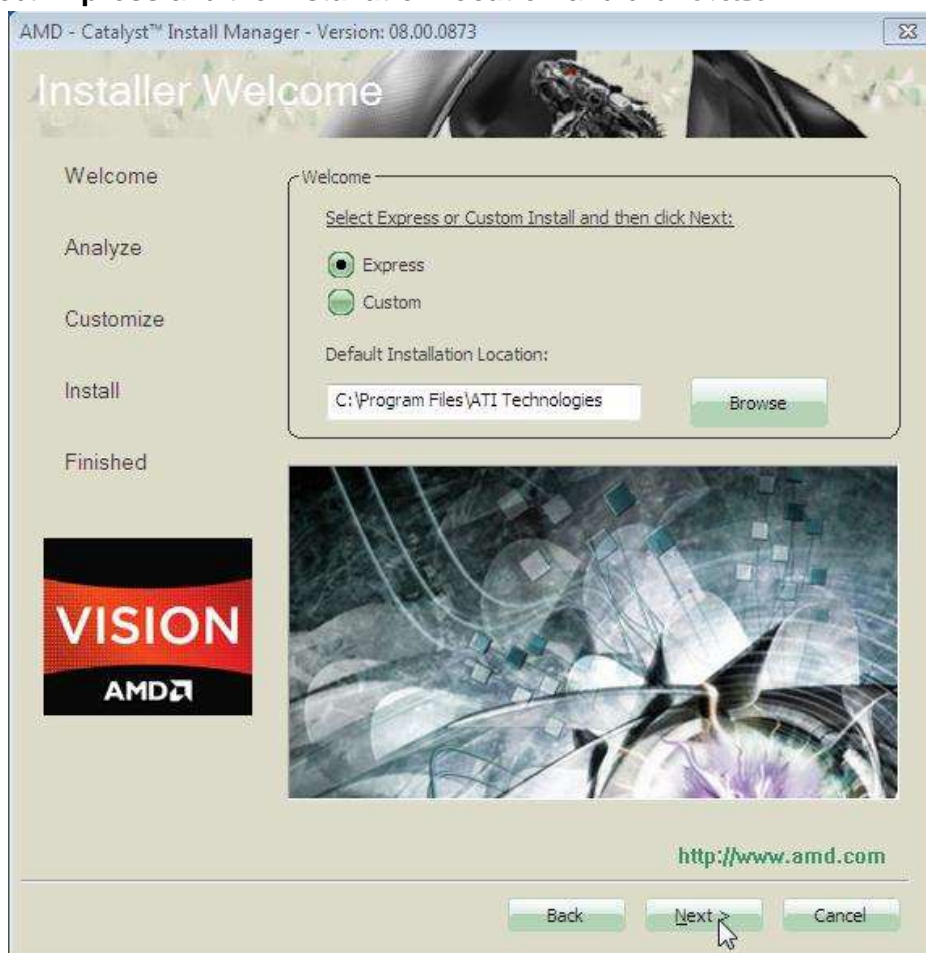 AMD - Catalyst™ Install Manager - Version: 08.00.0873
Installer Welcome
Welcome
Analyze
Customize
Install
Finished
Welcome
Select Express or Custom Install and then click Next:
Express
Custom
Default Installation Location:
C:\Program Files\ATI Technologies
Browse
VISION
AMD
http://www.amd.com
Back
Next >
Cancel